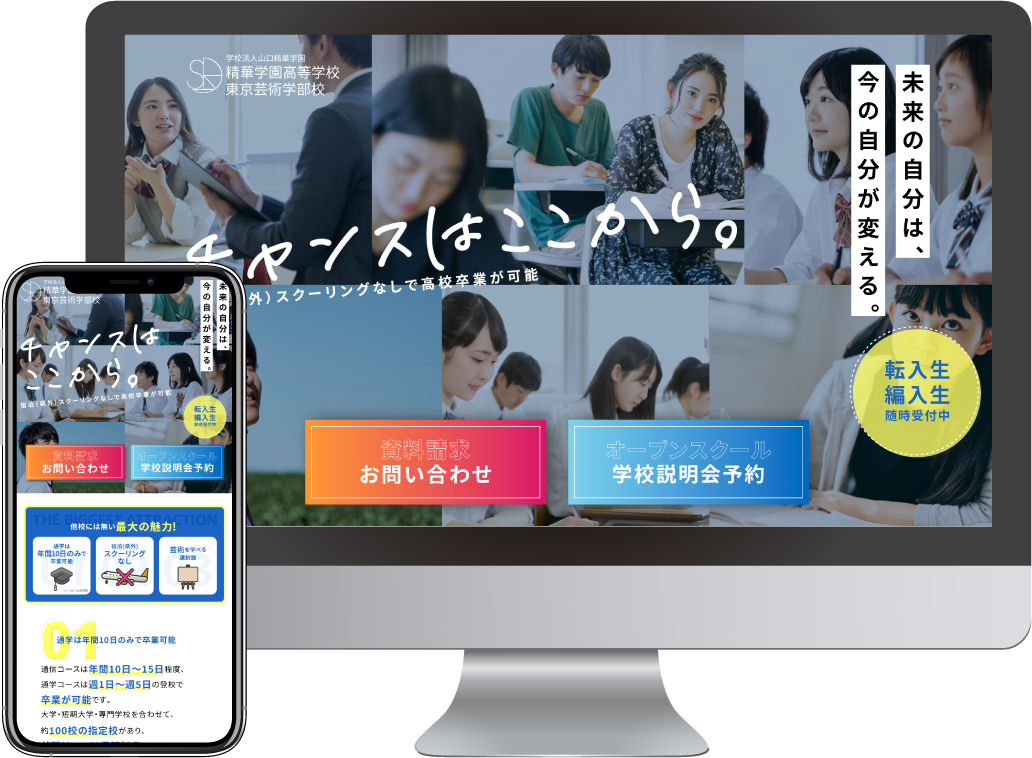 学校法人山口精華学園
精華学園高等学校
東京芸術学部校
未来の自分は、
今の自分が変える。
チャンスはここから。
外）スクーリングなしで高校卒業が可能
転入生
編入生
随時受付中
資料請求
お問い合わせ
オープンスクール
学校説明会予約
東京芸術学部校
未来の自分は、
今の自分が変える。
チャンスは
ここから。
宿泊（県外）スクーリングなしで高校卒業が可能
転入生
編入生
随時受付中
資料請求
お問い合わせ
オープンスクール
学校説明会予約
THE BIGGEST ATTRACTION
他校には無い最大の魅力!
通学は
年間10日のみで
卒業可能
宿泊(県外)
スクーリング
なし
芸術を学べる
選択肢
01
通学は年間10日のみで卒業可能
通信コースは年間10日～15日程度、
通学コースは週1日～週5日の登校で
卒業が可能です。
大学・短期大学・専門学校を合わせて、
約100校の指定校があり、